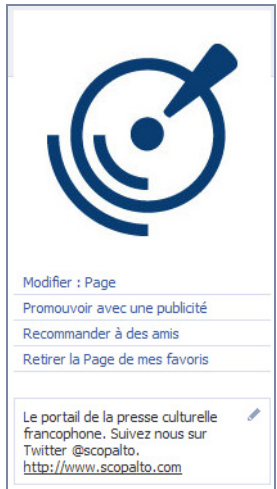 Modifier : Page
Promouvoir avec une publicité
Recommander à des amis
Retirer la Page de mes favoris
Le portail de la presse culturelle
francophone. Suivez nous sur
Twitter @scopalto.
http://www.scopalto.com